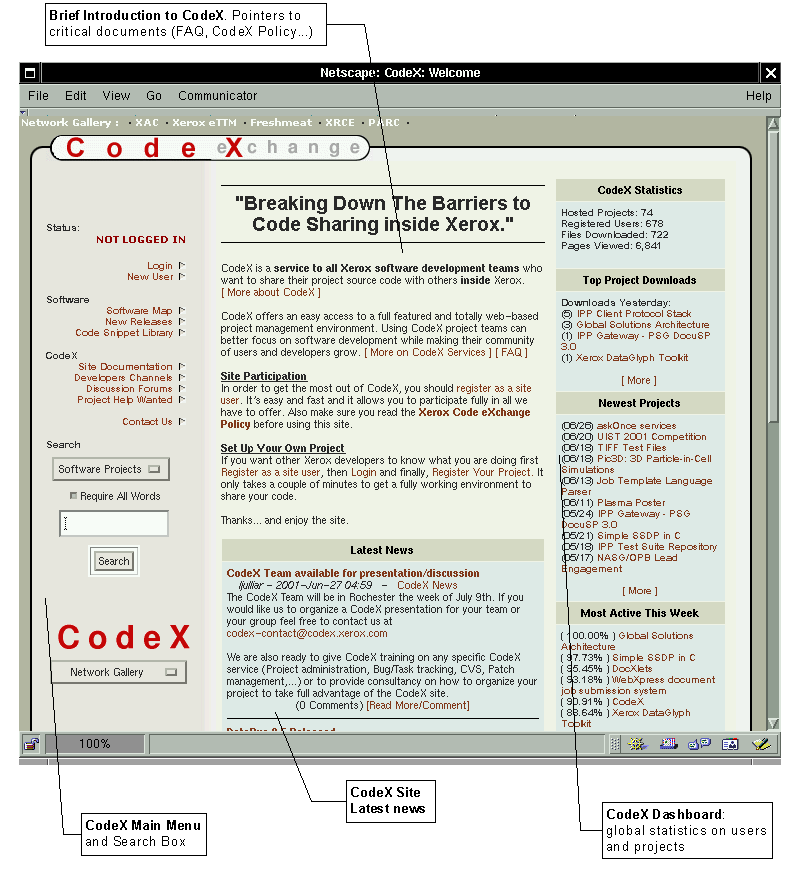 Brief Introduction to CodeX. Pointers to
critical documents (FAQ, CodeX Policy...)
Netscape: CodeX: Welcome
File Edit View Go Communicator Help
Network Gallery : · XAC · Xerox eTTM · Freshmeat · XRCE · PARC ·
Code eXchange
Status:
NOT LOGGED IN
Login
New User
Software
Software Map
New Releases
Code Snippet Library
CodeX
Site Documentation
Developers Channels
Discussion Forums
Project Help Wanted
Contact Us
Search
Software Projects
Require All Words
Search
CodeX
Network Gallery
"Breaking Down The Barriers to
Code Sharing inside Xerox."
CodeX is a service to all Xerox software development teams who
want to share their project source code with others inside Xerox.
[ More about CodeX ]
CodeX offers an easy access to a full featured and totally web-based
project management environment. Using CodeX project teams can
better focus on software development while making their community
of users and developers grow. [ More on CodeX Services ] [ FAQ ]
Site Participation
In order to get the most out of CodeX, you should register as a site
user. It's easy and fast and it allows you to participate fully in all we
have to offer. Also make sure you read the Xerox Code eXchange
Policy before using this site.
Set Up Your Own Project
If you want other Xerox developers to know what you are doing first
Register as a site user, then Login and finally, Register Your Project. It
only takes a couple of minutes to get a fully working environment to
share your code.
Thanks... and enjoy the site.
Latest News
CodeX Team available for presentation/discussion
ljulliar - 2001-Jun-27 04:59 - CodeX News
The CodeX Team will be in Rochester the week of July 9th. If you
would like us to organize a CodeX presentation for your team or
your group feel free to contact us at
codex-contact@codex.xerox.com
We are also ready to give CodeX training on any specific CodeX
service (Project administration, Bug/Task tracking, CVS, Patch
management,...) or to provide consultancy on how to organize your
project to take full advantage of the CodeX site.
(0 Comments) [Read More/Comment]
CodeX Statistics
Hosted Projects: 74
Registered Users: 678
Files Downloaded: 722
Pages Viewed: 6,841
Top Project Downloads
Downloads Yesterday:
(5) IPP Client Protocol Stack
(3) Global Solutions Architecture
(1) IPP Gateway - PSG DocuSP
3.0
(1) Xerox DataGlyph Toolkit
[ More ]
Newest Projects
(06/26) askOnce services
(06/20) UIST 2001 Competition
(06/18) TIFF Test Files
(06/18) Pic3D: 3D Particle-in-Cell
Simulations
(06/13) Job Template Language
Parser
(06/11) Plasma Poster
(05/24) IPP Gateway - PSG
DocuSP 3.0
(05/21) Simple SSDP in C
(05/18) IPP Test Suite Repository
(05/17) NASG/OPB Lead
Engagement
[ More ]
Most Active This Week
( 100.00% ) Global Solutions
Architecture
( 97.73% ) Simple SSDP in C
( 95.45% ) DocXlets
( 93.18% ) WebXpress document
job submission system
( 90.91% ) CodeX
( 88.64% ) Xerox DataGlyph
Toolkit
100%
CodeX Main Menu
and Search Box
CodeX Site
Latest news
CodeX Dashboard:
global statistics on users
and projects